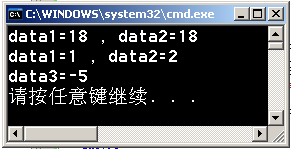 C:\WINDOWS\system32\cmd.exe
data1=18 , data2=18
data1=1 , data2=2
data3=-5
请按任意键继续. . .